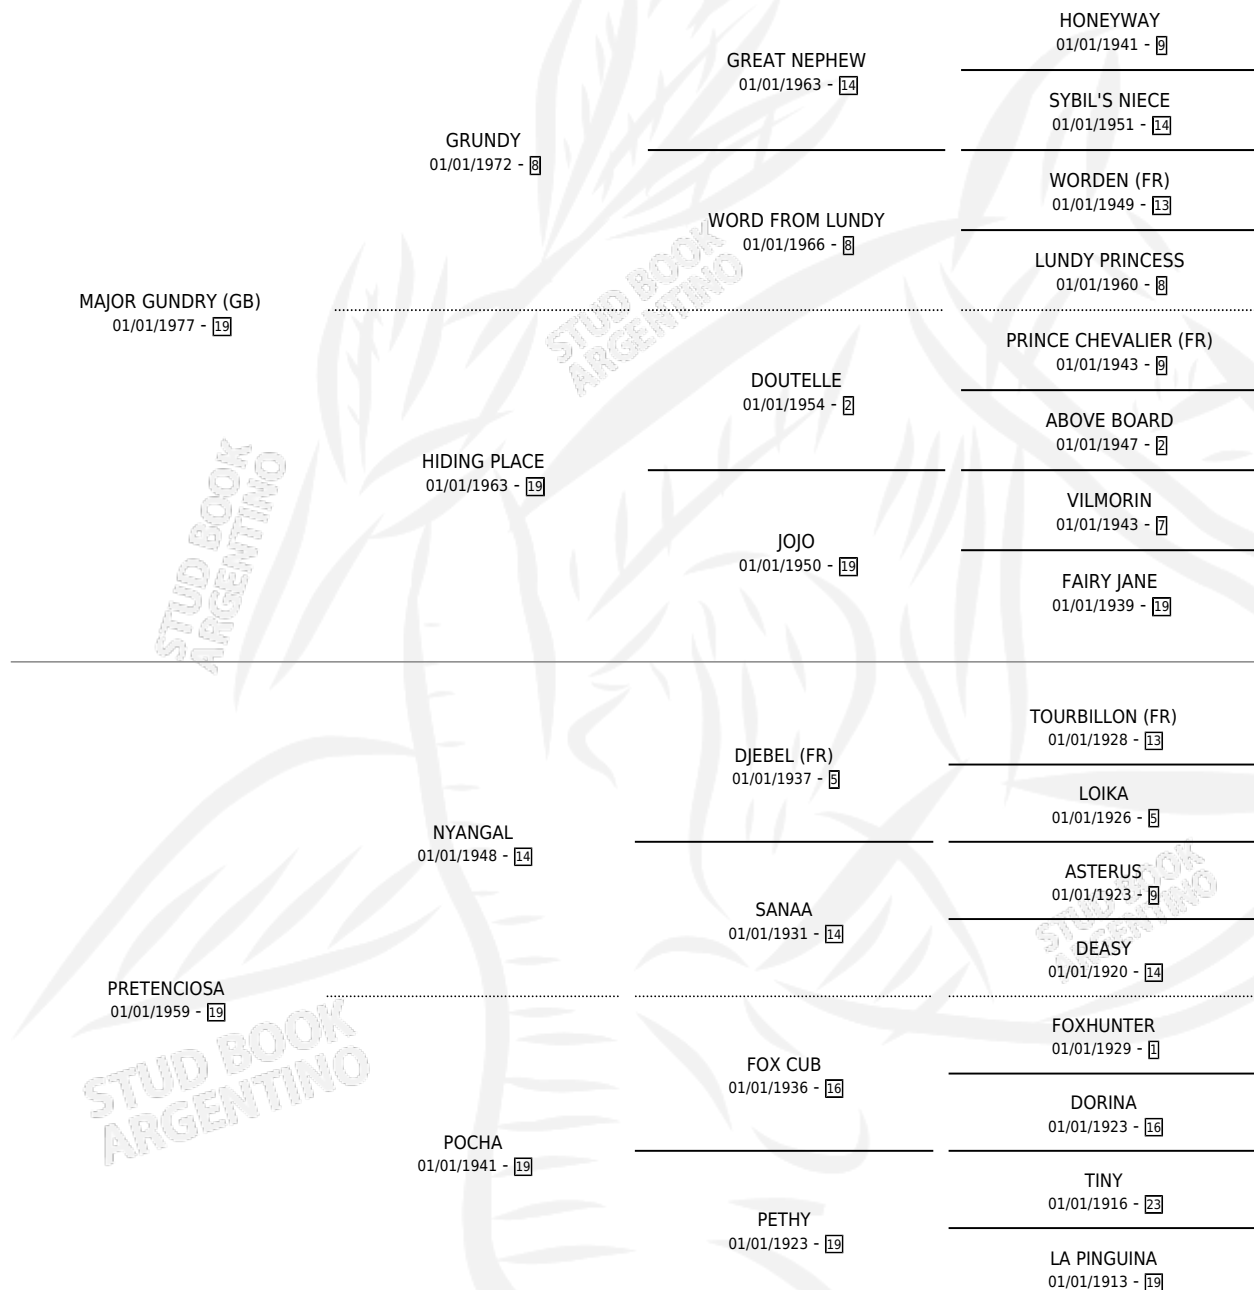 HONEYWAY
01/01/1941 - 9
GREAT NEPHEW
01/01/1963 - 14
SYBIL'S NIECE
01/01/1951 - 14
GRUNDY
01/01/1972 - 8
WORDEN (FR)
01/01/1949 - 13
WORD FROM LUNDY
01/01/1966 - 8
LUNDY PRINCESS
01/01/1960 - 8
MAJOR GUNDRY (GB)
01/01/1977 - 19
STUD BOOK
ARGENTINO
PRINCE CHEVALIER (FR)
01/01/1943 - 9
DOUTELLE
01/01/1954 - 2
ABOVE BOARD
01/01/1947 - 2
HIDING PLACE
01/01/1963 - 19
VILMORIN
01/01/1943 - 7
JOJO
01/01/1950 - 19
FAIRY JANE
01/01/1939 - 19
STUD BOOK
ARGENTINO
TOURBILLON (FR)
01/01/1928 - 13
DJEBEL (FR)
01/01/1937 - 5
LOIKA
01/01/1926 - 5
NYANGAL
01/01/1948 - 14
ASTERUS
01/01/1923 - 9
SANAA
01/01/1931 - 14
DEASY
01/01/1920 - 14
STUD BOOK
ARGENTINO
PRETENCIOSA
01/01/1959 - 19
FOXHUNTER
01/01/1929 - 1
FOX CUB
01/01/1936 - 16
DORINA
01/01/1923 - 16
STUD BOOK
ARGENTINO
POCHA
01/01/1941 - 19
TINY
01/01/1916 - 23
PETHY
01/01/1923 - 19
LA PINGUINA
01/01/1913 - 19